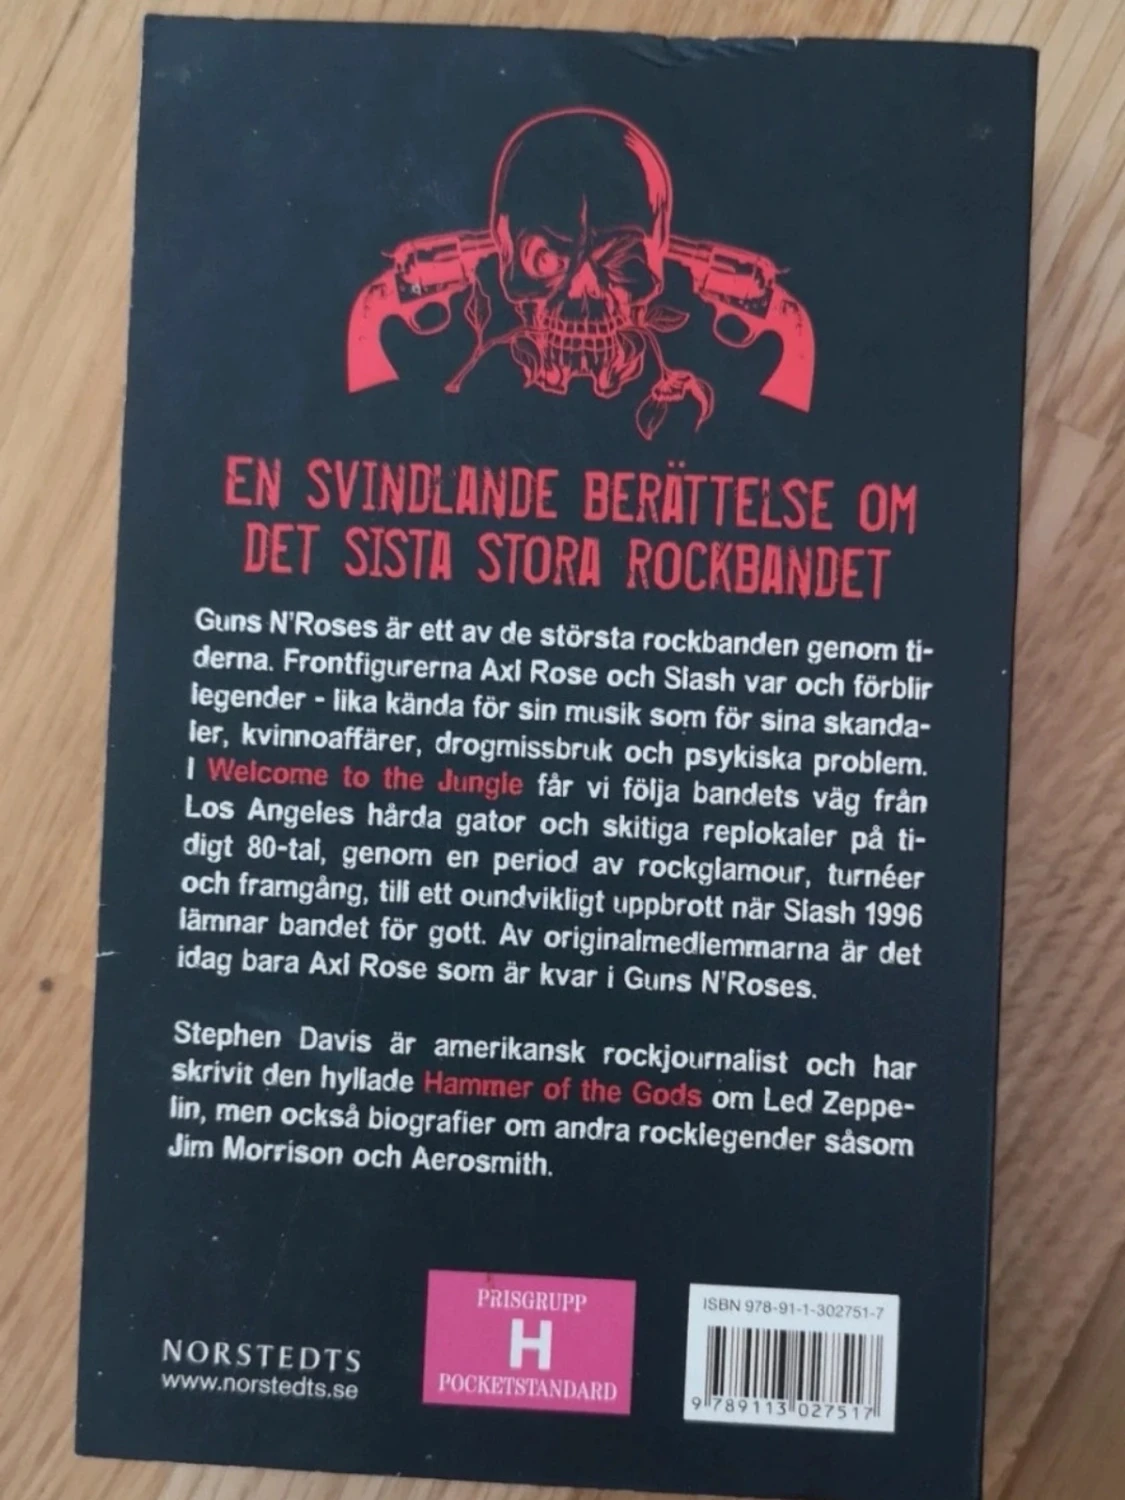 EN SVINDLANDE BERÄTTELSE OM
DET SISTA STORA ROCKBANDET
Guns N'Roses är ett av de största rockbanden genom ti-
derna. Frontfigurerna Axl Rose och Slash var och förblir
legender - lika kända för sin musik som för sina skanda-
ler, kvinnoaffärer, drogmissbruk och psykiska problem.
I Welcome to the Jungle får vi följa bandets väg från
Los Angeles hårda gator och skitiga replokaler på ti-
digt 80-tal, genom en period av rockglamour, turnéer
och framgång, till ett oundvikligt uppbrott när Slash 1996
lämnar bandet för gott. Av originalmedlemmarna är det
idag bara Axl Rose som är kvar i Guns N'Roses.
Stephen Davis är amerikansk rockjournalist och har
skrivit den hyllade Hammer of the Gods om Led Zeppe-
lin, men också biografier om andra rocklegender såsom
Jim Morrison och Aerosmith.
NORSTEDTS
www.norstedts.se
PRISGRUPP
H
POCKETSTANDARD
ISBN 978-91-1-302751-7
9 789113 027517